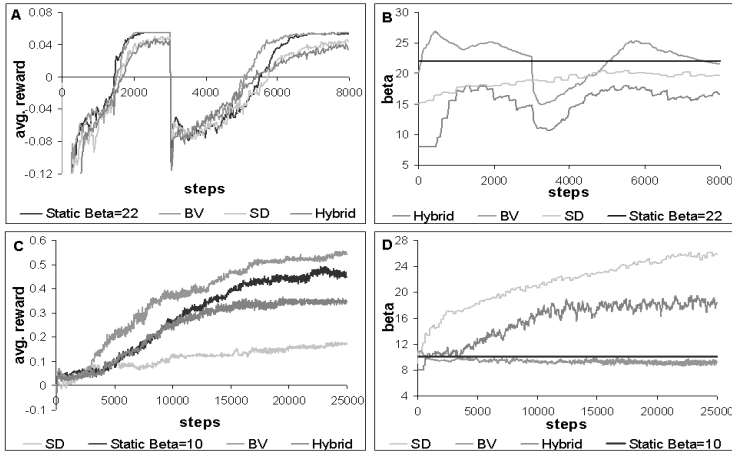 A
avg. reward
0.08
0.04
0
-0.04
-0.08
-0.12
0 2000 4000 6000 8000
steps
Static Beta=22 BV SD Hybrid
B
beta
30
25
20
15
10
5
0 2000 4000 6000 8000
steps
Hybrid BV SD Static Beta=22
C
avg. reward
0.6
0.5
0.4
0.3
0.2
0.1
0
-0.1
0 5000 10000 15000 20000 25000
steps
SD Static Beta=10 BV Hybrid
D
beta
28
24
20
16
12
8
4
0 5000 10000 15000 20000 25000
steps
SD BV Hybrid Static Beta=10